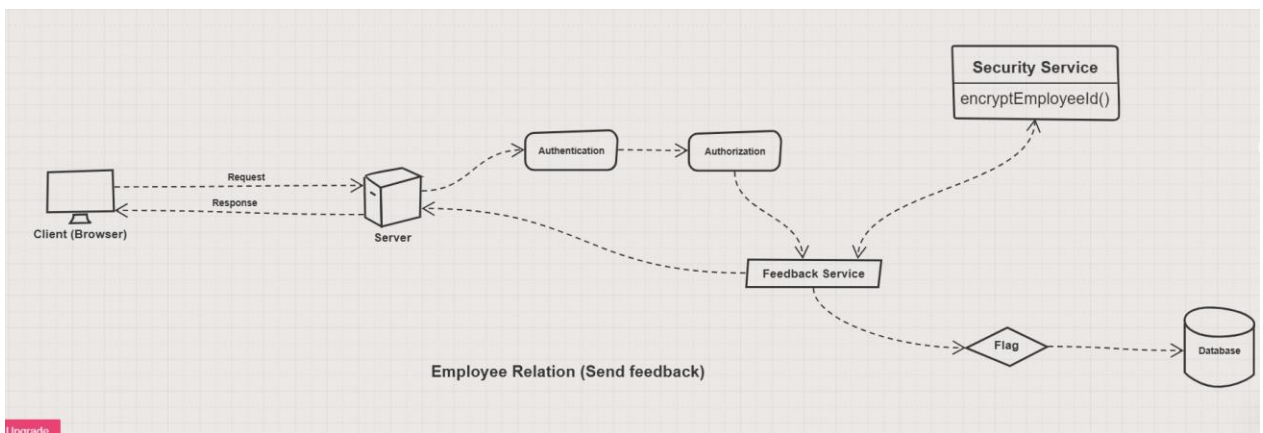 Security Service
encryptEmployeeId()
Authentication
Authorization
Request
Response
Client (Browser)
Server
Feedback Service
Flag
Database
Employee Relation (Send feedback)
Upgrade